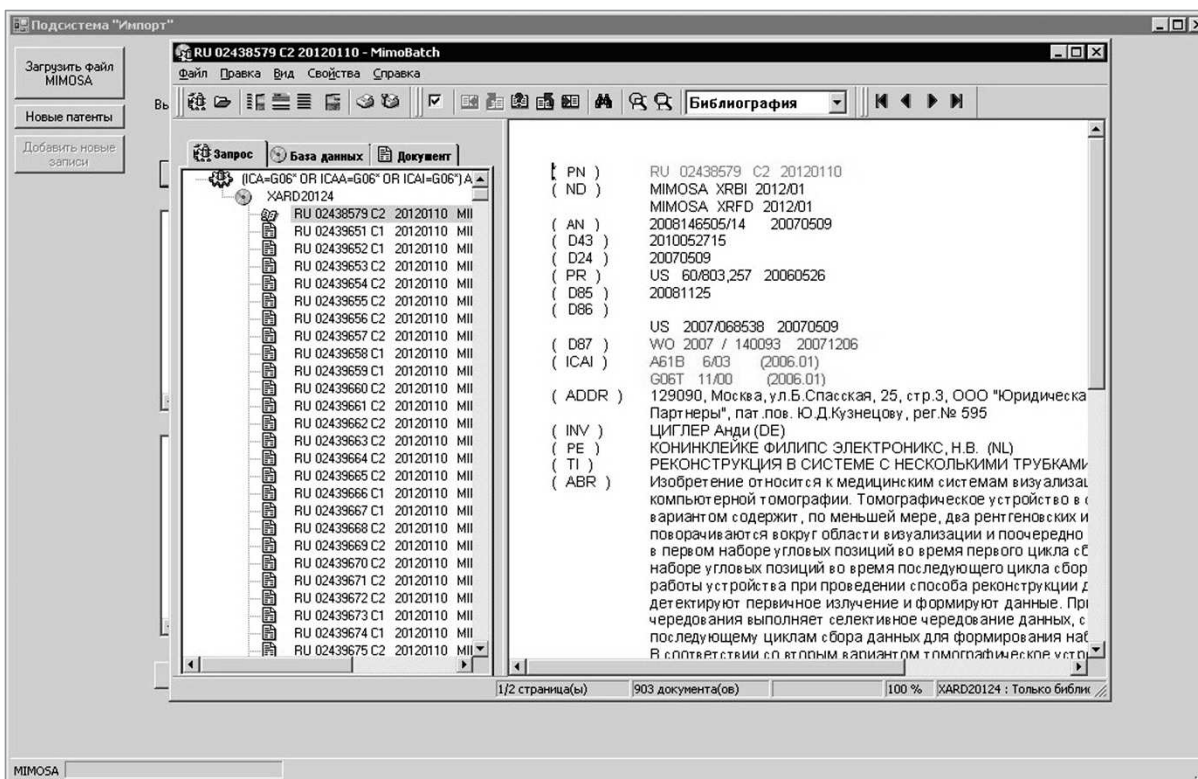 Подсистема "Импорт"
Загрузить файл
MIMOSA
Новые патенты
Добавить новые
записи
Вы
RU 02438579 C2 20120110 - MimoBatch
Файл Правка Вид Свойства Справка
Библиография
Запрос База данных Документ
(ICA=G06* OR ICAA=G06* OR ICAI=G06*) A
XARD20124
RU 02438579 C2 20120110 MII
RU 02439651 C1 20120110 MII
RU 02439652 C1 20120110 MII
RU 02439653 C2 20120110 MII
RU 02439654 C2 20120110 MII
RU 02439655 C2 20120110 MII
RU 02439656 C2 20120110 MII
RU 02439657 C2 20120110 MII
RU 02439658 C1 20120110 MII
RU 02439659 C1 20120110 MII
RU 02439660 C2 20120110 MII
RU 02439661 C2 20120110 MII
RU 02439662 C2 20120110 MII
RU 02439663 C2 20120110 MII
RU 02439664 C2 20120110 MII
RU 02439665 C2 20120110 MII
RU 02439666 C1 20120110 MII
RU 02439667 C1 20120110 MII
RU 02439668 C2 20120110 MII
RU 02439669 C2 20120110 MII
RU 02439670 C2 20120110 MII
RU 02439671 C2 20120110 MII
RU 02439672 C2 20120110 MII
RU 02439673 C1 20120110 MII
RU 02439674 C1 20120110 MII
RU 02439675 C2 20120110 MII
( PN ) RU 02438579 C2 20120110
( ND ) MIMOSA XRBI 2012/01
MIMOSA XRFD 2012/01
( AN ) 2008146505/14 20070509
( D43 ) 2010052715
( D24 ) 20070509
( PR ) US 60/803,257 20060526
( D85 ) 20081125
( D86 )
US 2007/068538 20070509
( D87 ) WO 2007 / 140093 20071206
( ICAI ) A61B 6/03 (2006.01)
G06T 11/00 (2006.01)
( ADDR ) 129090, Москва, ул.Б.Спасская, 25, стр.3, ООО "Юридическа
Партнеры", пат.пов. Ю.Д.Кузнецову, рег.№ 595
( INV ) ЦИГЛЕР Анди (DE)
( PE ) КОНИНКЛЕЙКЕ ФИЛИПС ЭЛЕКТРОНИКС, Н.В. (NL)
( TI ) РЕКОНСТРУКЦИЯ В СИСТЕМЕ С НЕСКОЛЬКИМИ ТРУБКАМИ
( ABR ) Изобретение относится к медицинским системам визуализац
компьютерной томографии. Томографическое устройство в с
вариантом содержит, по меньшей мере, два рентгеновских и
поворачиваются вокруг области визуализации и поочередно
в первом наборе угловых позиций во время первого цикла сб
наборе угловых позиций во время последующего цикла сбор
работы устройства при проведении способа реконструкции д
детектируют первичное излучение и формируют данные. При
чередования выполняет селективное чередование данных, с
последующему циклам сбора данных для формирования наб
В соответствии со вторым вариантом томографическое устр
1/2 страница(ы) 903 документа(ов) 100 % XARD20124 : Только библис
MIMOSA